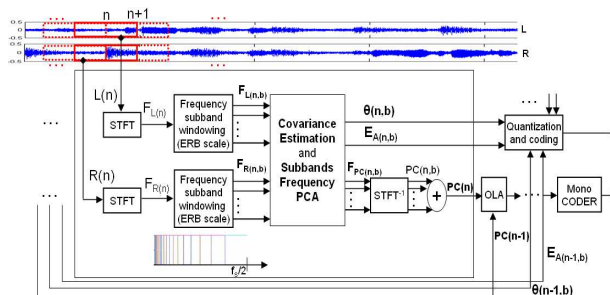 n n+1
0.5
0
-0.5
L
0.5
0
-0.5
R
L(n)
STFT
F_L(n)
Frequency
subband
windowing
(ERB scale)
F_L(n,b)
R(n)
STFT
F_R(n)
Frequency
subband
windowing
(ERB scale)
F_R(n,b)
Covariance
Estimation
and
Subbands
Frequency
PCA
θ(n,b)
E_A(n,b)
F_PC(n,b)
STFT⁻¹
PC(n,b)
+
PC(n)
OLA
Quantization
and coding
Mono
CODER
PC(n-1)
E_A(n-1,b)
θ(n-1,b)
f_s/2